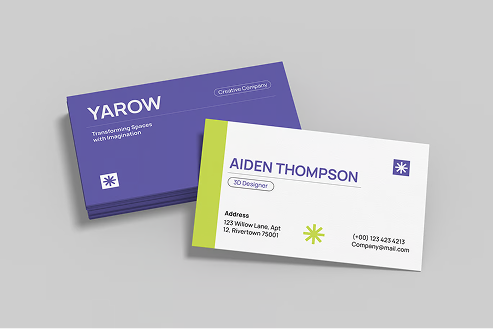 YAROW
Creative Company
Transforming Spaces
with Imagination
AIDEN THOMPSON
3D Designer
Address
123 Willow Lane, Apt
12, Rivertown 75001
(+00) 123 423 4213
Company@mail.com